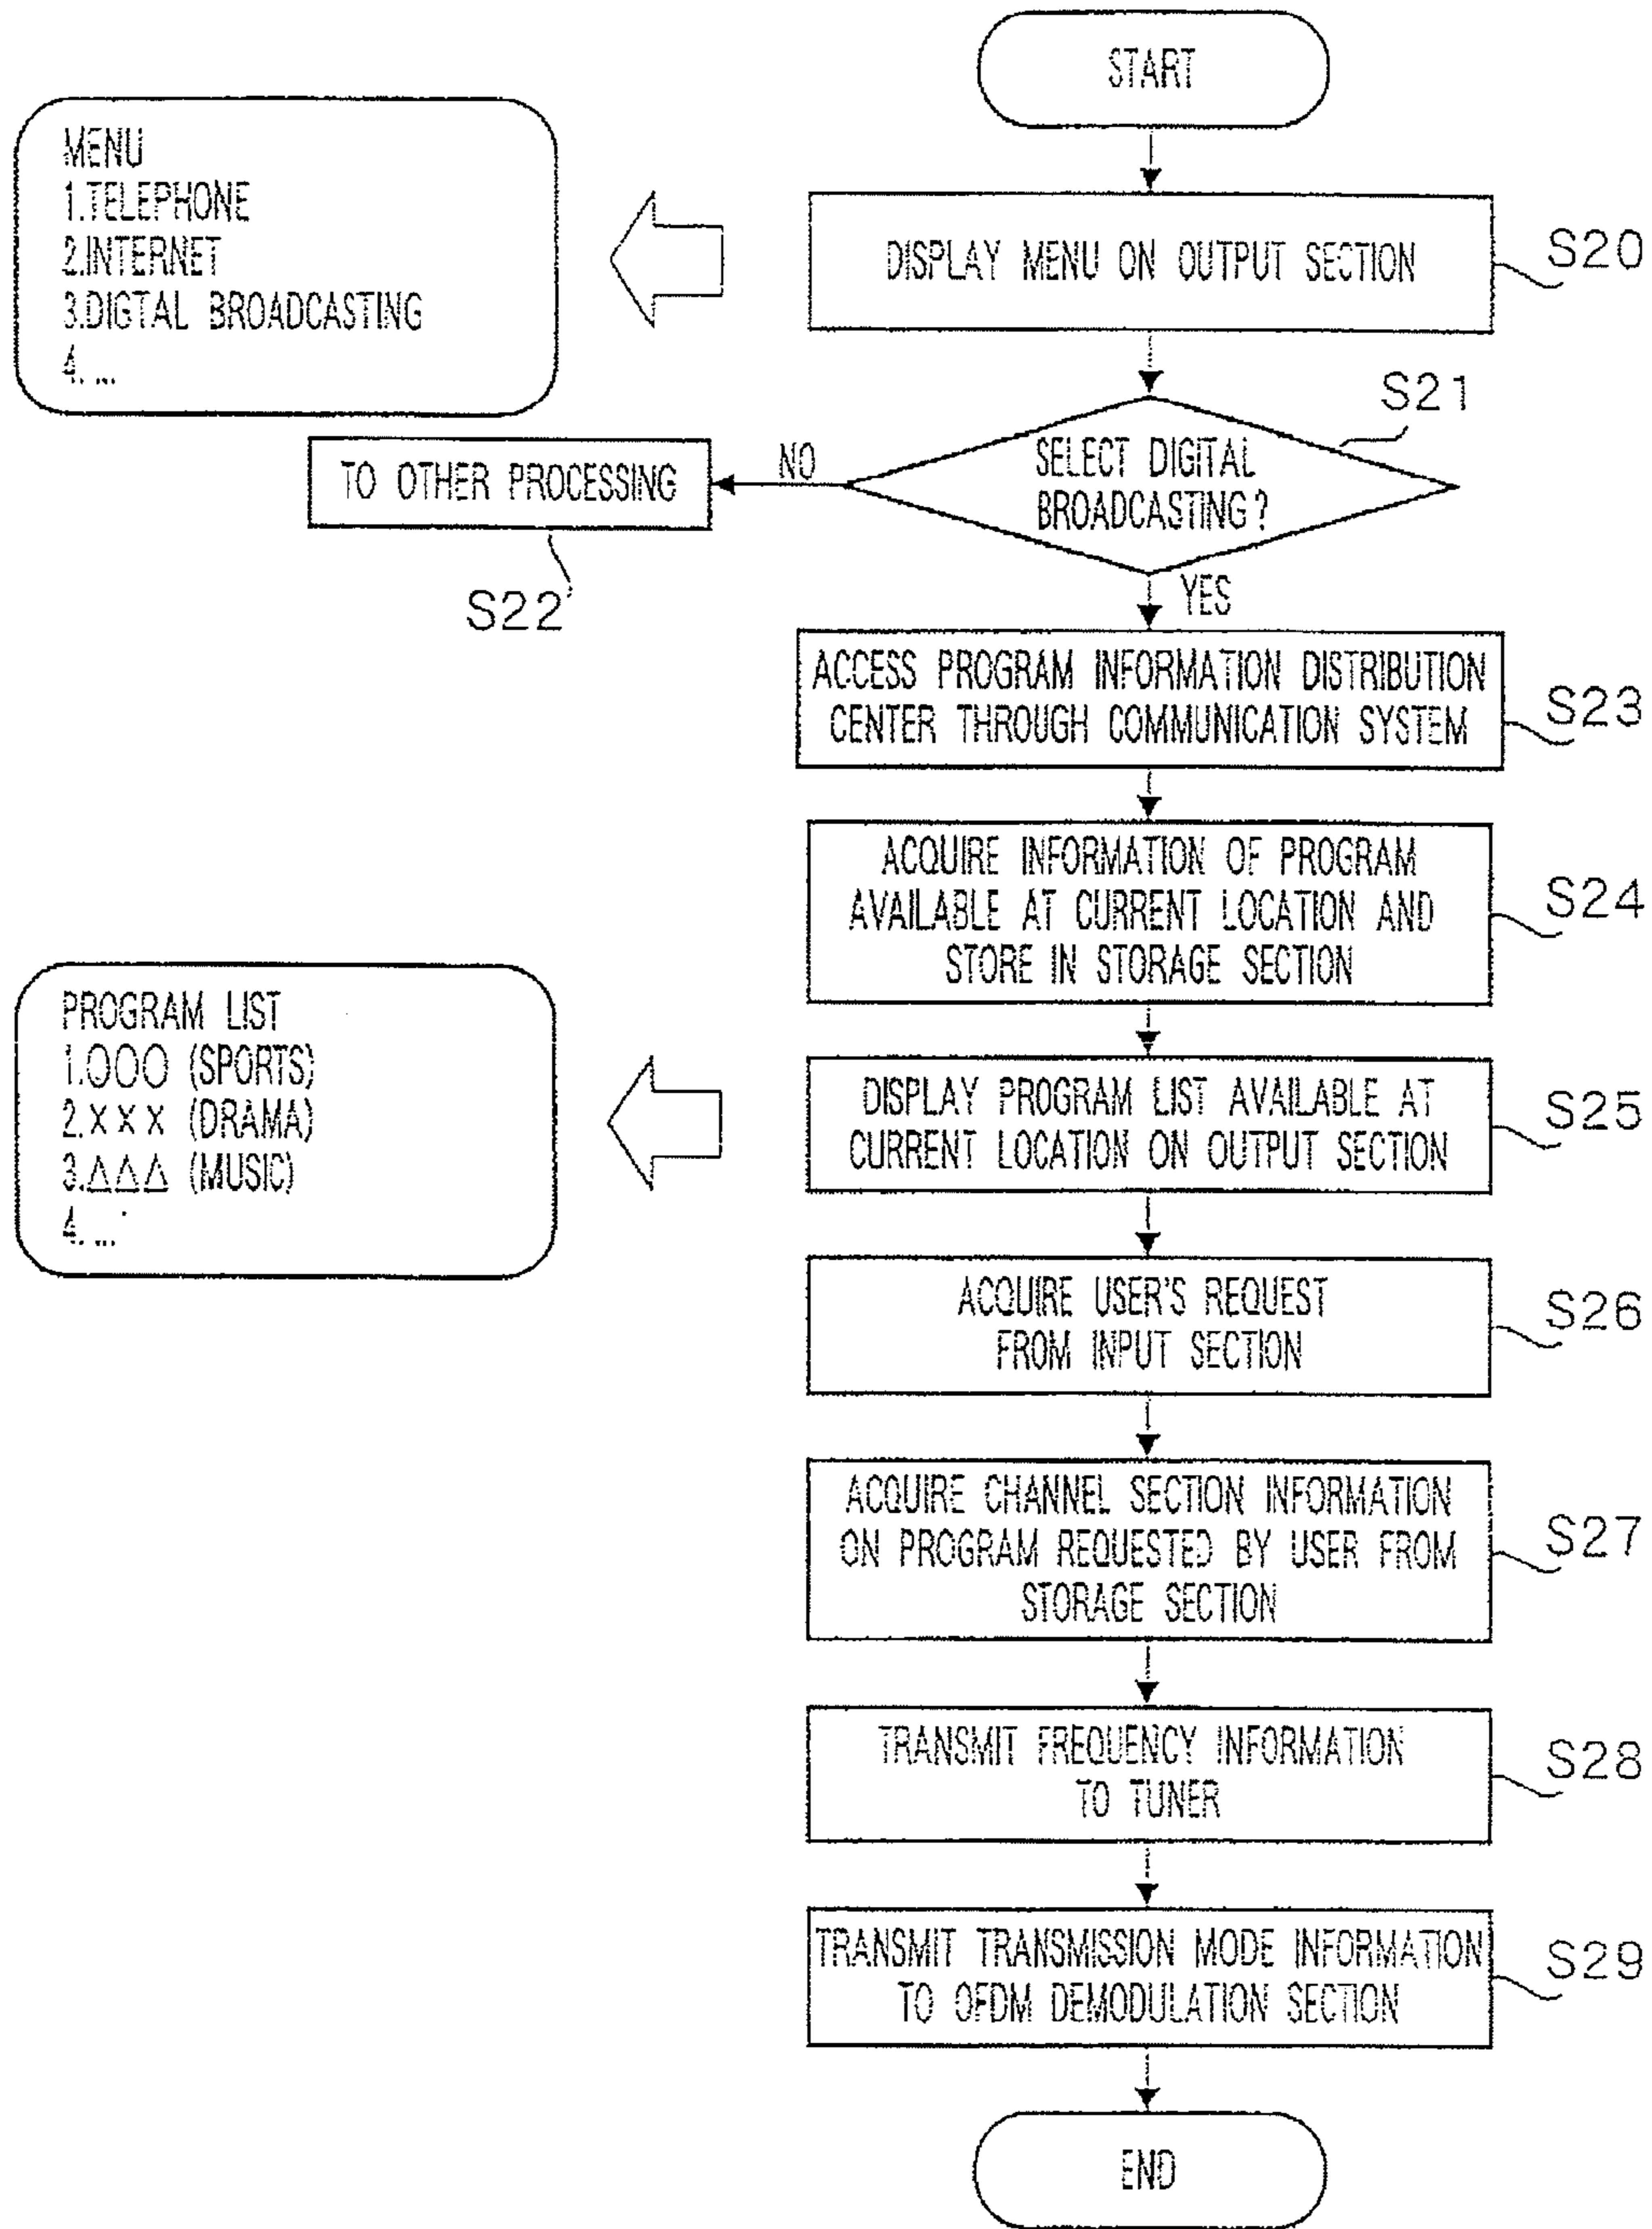 START
MENU
1.TELEPHONE
2.INTERNET
3.DIGTAL BROADCASTING
4. ...
DISPLAY MENU ON OUTPUT SECTION
S20
S21
SELECT DIGITAL
BROADCASTING?
NO
TO OTHER PROCESSING
S22
YES
ACCESS PROGRAM INFORMATION DISTRIBUTION
CENTER THROUGH COMMUNICATION SYSTEM
S23
ACQUIRE INFORMATION OF PROGRAM
AVAILABLE AT CURRENT LOCATION AND
STORE IN STORAGE SECTION
S24
PROGRAM LIST
1.○○○ (SPORTS)
2.××× (DRAMA)
3.△△△ (MUSIC)
4. ...
DISPLAY PROGRAM LIST AVAILABLE AT
CURRENT LOCATION ON OUTPUT SECTION
S25
ACQUIRE USER'S REQUEST
FROM INPUT SECTION
S26
ACQUIRE CHANNEL SECTION INFORMATION
ON PROGRAM REQUESTED BY USER FROM
STORAGE SECTION
S27
TRANSMIT FREQUENCY INFORMATION
TO TUNER
S28
TRANSMIT TRANSMISSION MODE INFORMATION
TO OFDM DEMODULATION SECTION
S29
END